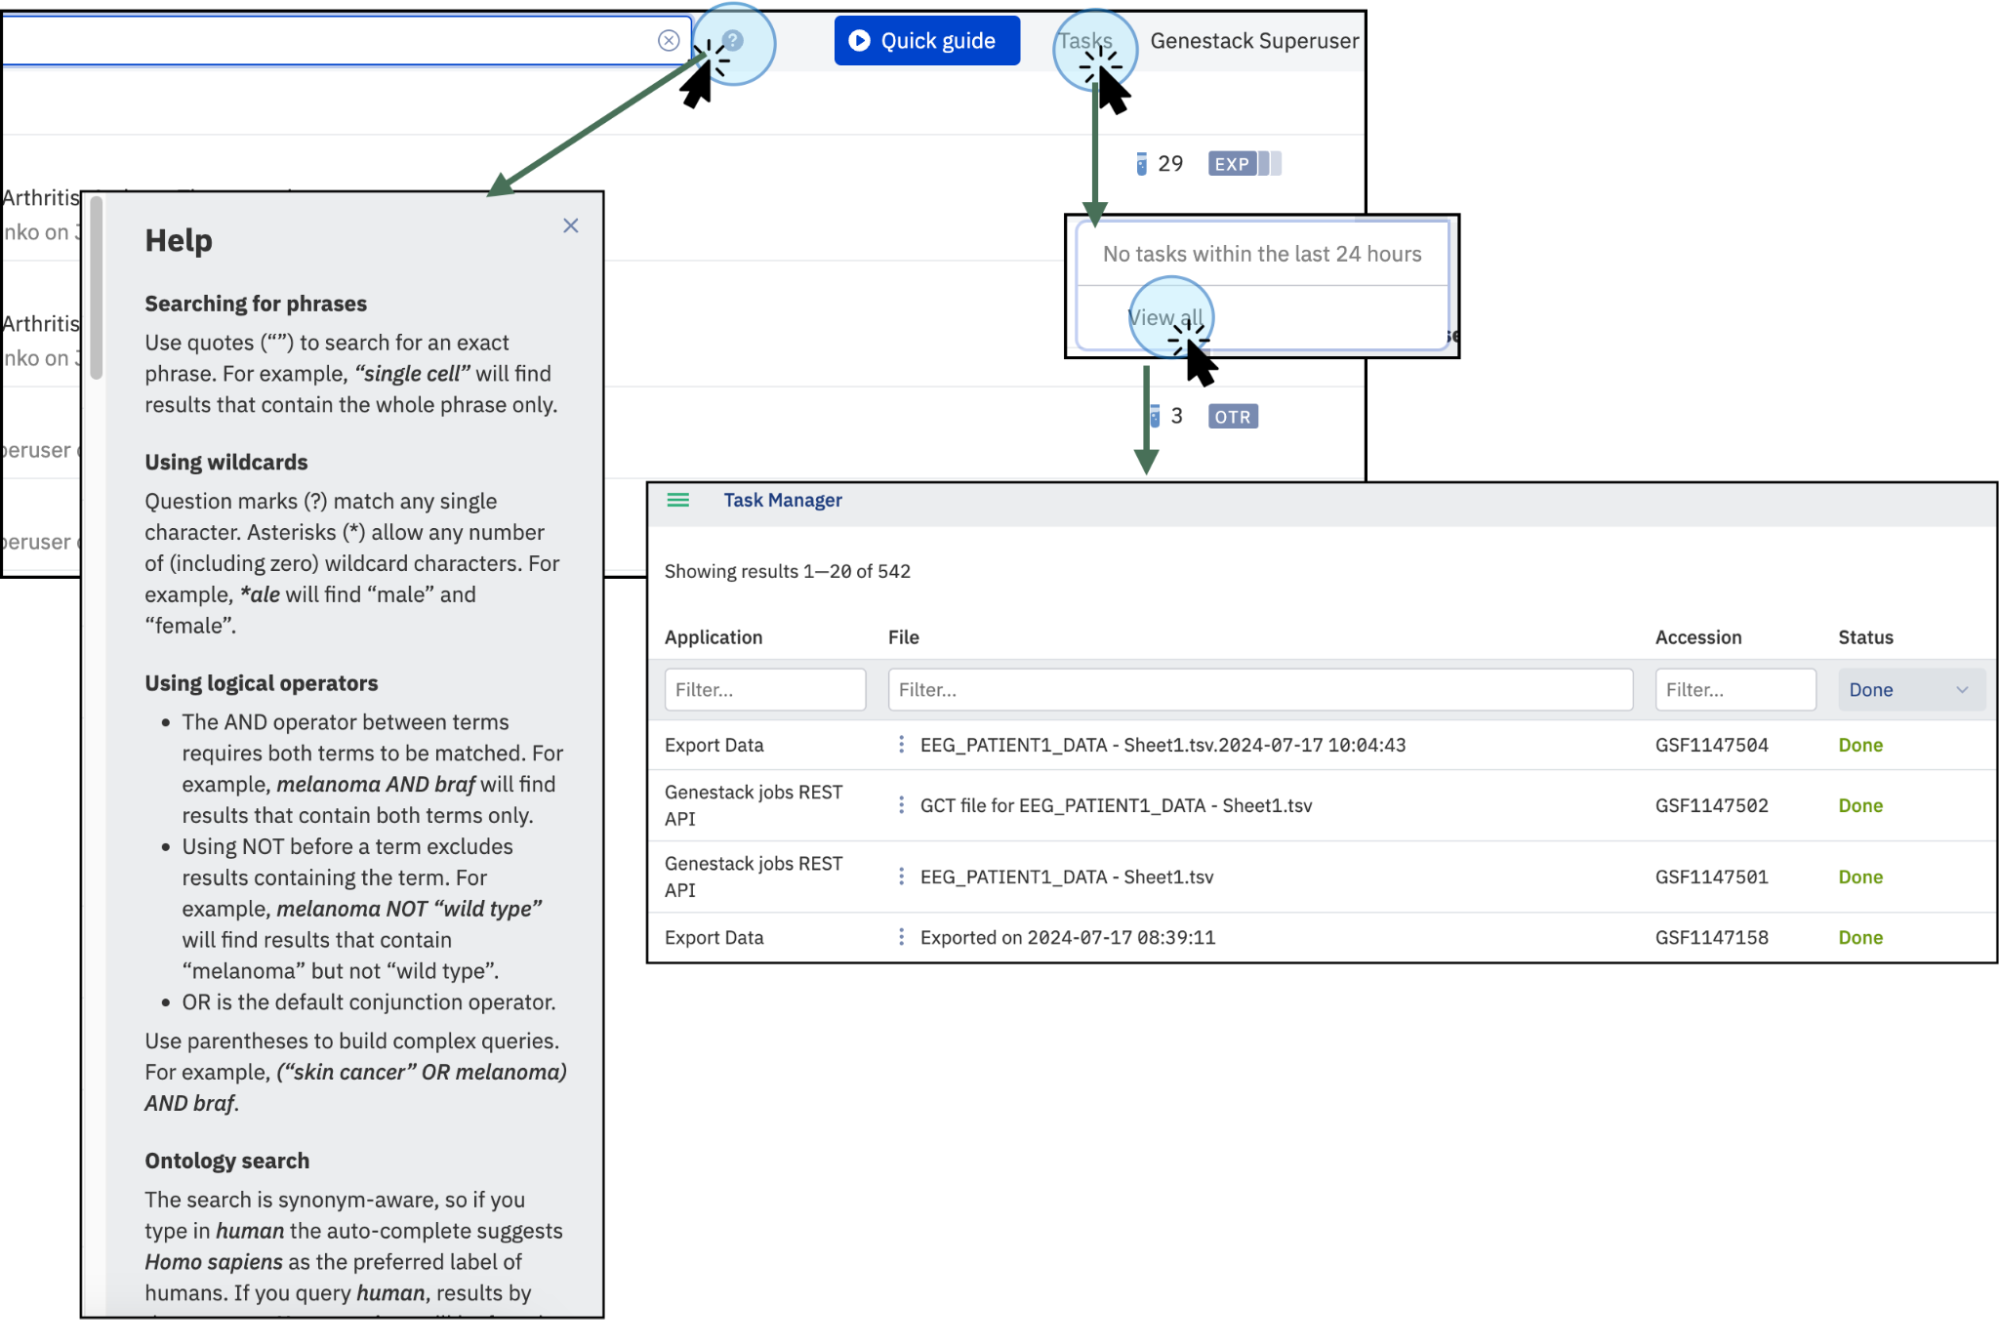 ?
Quick guide
Tasks
Genestack Superuser
29
EXP
Arthritis
nko on
Arthritis
nko on
peruser
peruser
Help
Searching for phrases
Use quotes (“”) to search for an exact
phrase. For example, “single cell” will find
results that contain the whole phrase only.
Using wildcards
Question marks (?) match any single
character. Asterisks (*) allow any number
of (including zero) wildcard characters. For
example, *ale will find “male” and
“female”.
Using logical operators
• The AND operator between terms
requires both terms to be matched. For
example, melanoma AND braf will find
results that contain both terms only.
• Using NOT before a term excludes
results containing the term. For
example, melanoma NOT “wild type”
will find results that contain
“melanoma” but not “wild type”.
• OR is the default conjunction operator.
Use parentheses to build complex queries.
For example, (“skin cancer” OR melanoma)
AND braf.
Ontology search
The search is synonym-aware, so if you
type in human the auto-complete suggests
Homo sapiens as the preferred label of
humans. If you query human, results by
No tasks within the last 24 hours
View all
3
OTR
Task Manager
Showing results 1—20 of 542
Application File Accession Status
Filter... Filter... Filter... Done
Export Data EEG_PATIENT1_DATA - Sheet1.tsv.2024-07-17 10:04:43 GSF1147504 Done
Genestack jobs REST
API
GCT file for EEG_PATIENT1_DATA - Sheet1.tsv GSF1147502 Done
Genestack jobs REST
API
EEG_PATIENT1_DATA - Sheet1.tsv GSF1147501 Done
Export Data Exported on 2024-07-17 08:39:11 GSF1147158 Done